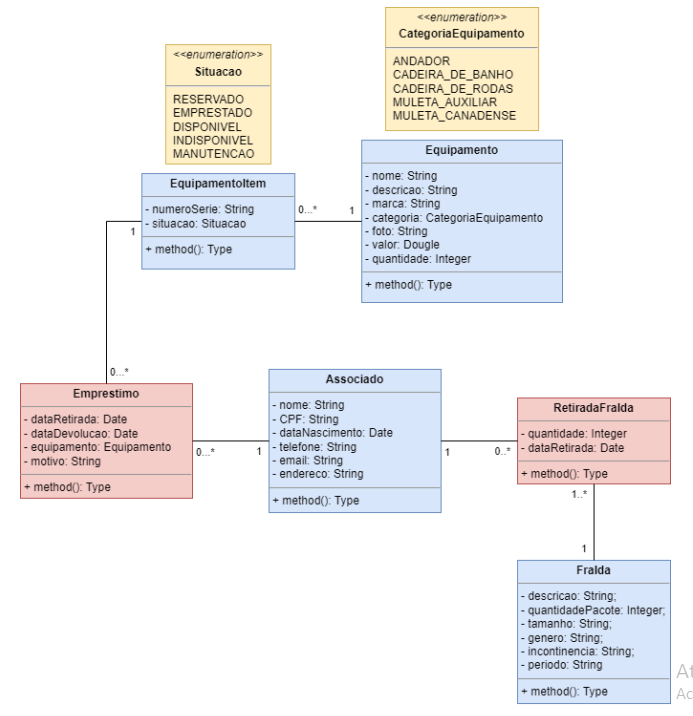 <<enumeration>>
CategoriaEquipamento
ANDADOR
CADEIRA_DE_BANHO
CADEIRA_DE_RODAS
MULETA_AUXILIAR
MULETA_CANADENSE
<<enumeration>>
Situacao
RESERVADO
EMPRESTADO
DISPONIVEL
INDISPONIVEL
MANUTENCAO
EquipamentoItem
- numeroSerie: String
- situacao: Situacao
+ method(): Type
0...*
1
1
Equipamento
- nome: String
- descricao: String
- marca: String
- categoria: CategoriaEquipamento
- foto: String
- valor: Dougle
- quantidade: Integer
+ method(): Type
0...*
Emprestimo
- dataRetirada: Date
- dataDevolucao: Date
- equipamento: Equipamento
- motivo: String
+ method(): Type
0...*
1
Associado
- nome: String
- CPF: String
- dataNascimento: Date
- telefone: String
- email: String
- endereco: String
+ method(): Type
1
0..*
RetiradaFralda
- quantidade: Integer
- dataRetirada: Date
+ method(): Type
1..*
1
Fralda
- descricao: String;
- quantidadePacote: Integer;
- tamanho: String;
- genero: String;
- incontinencia: String;
- periodo: String
+ method(): Type